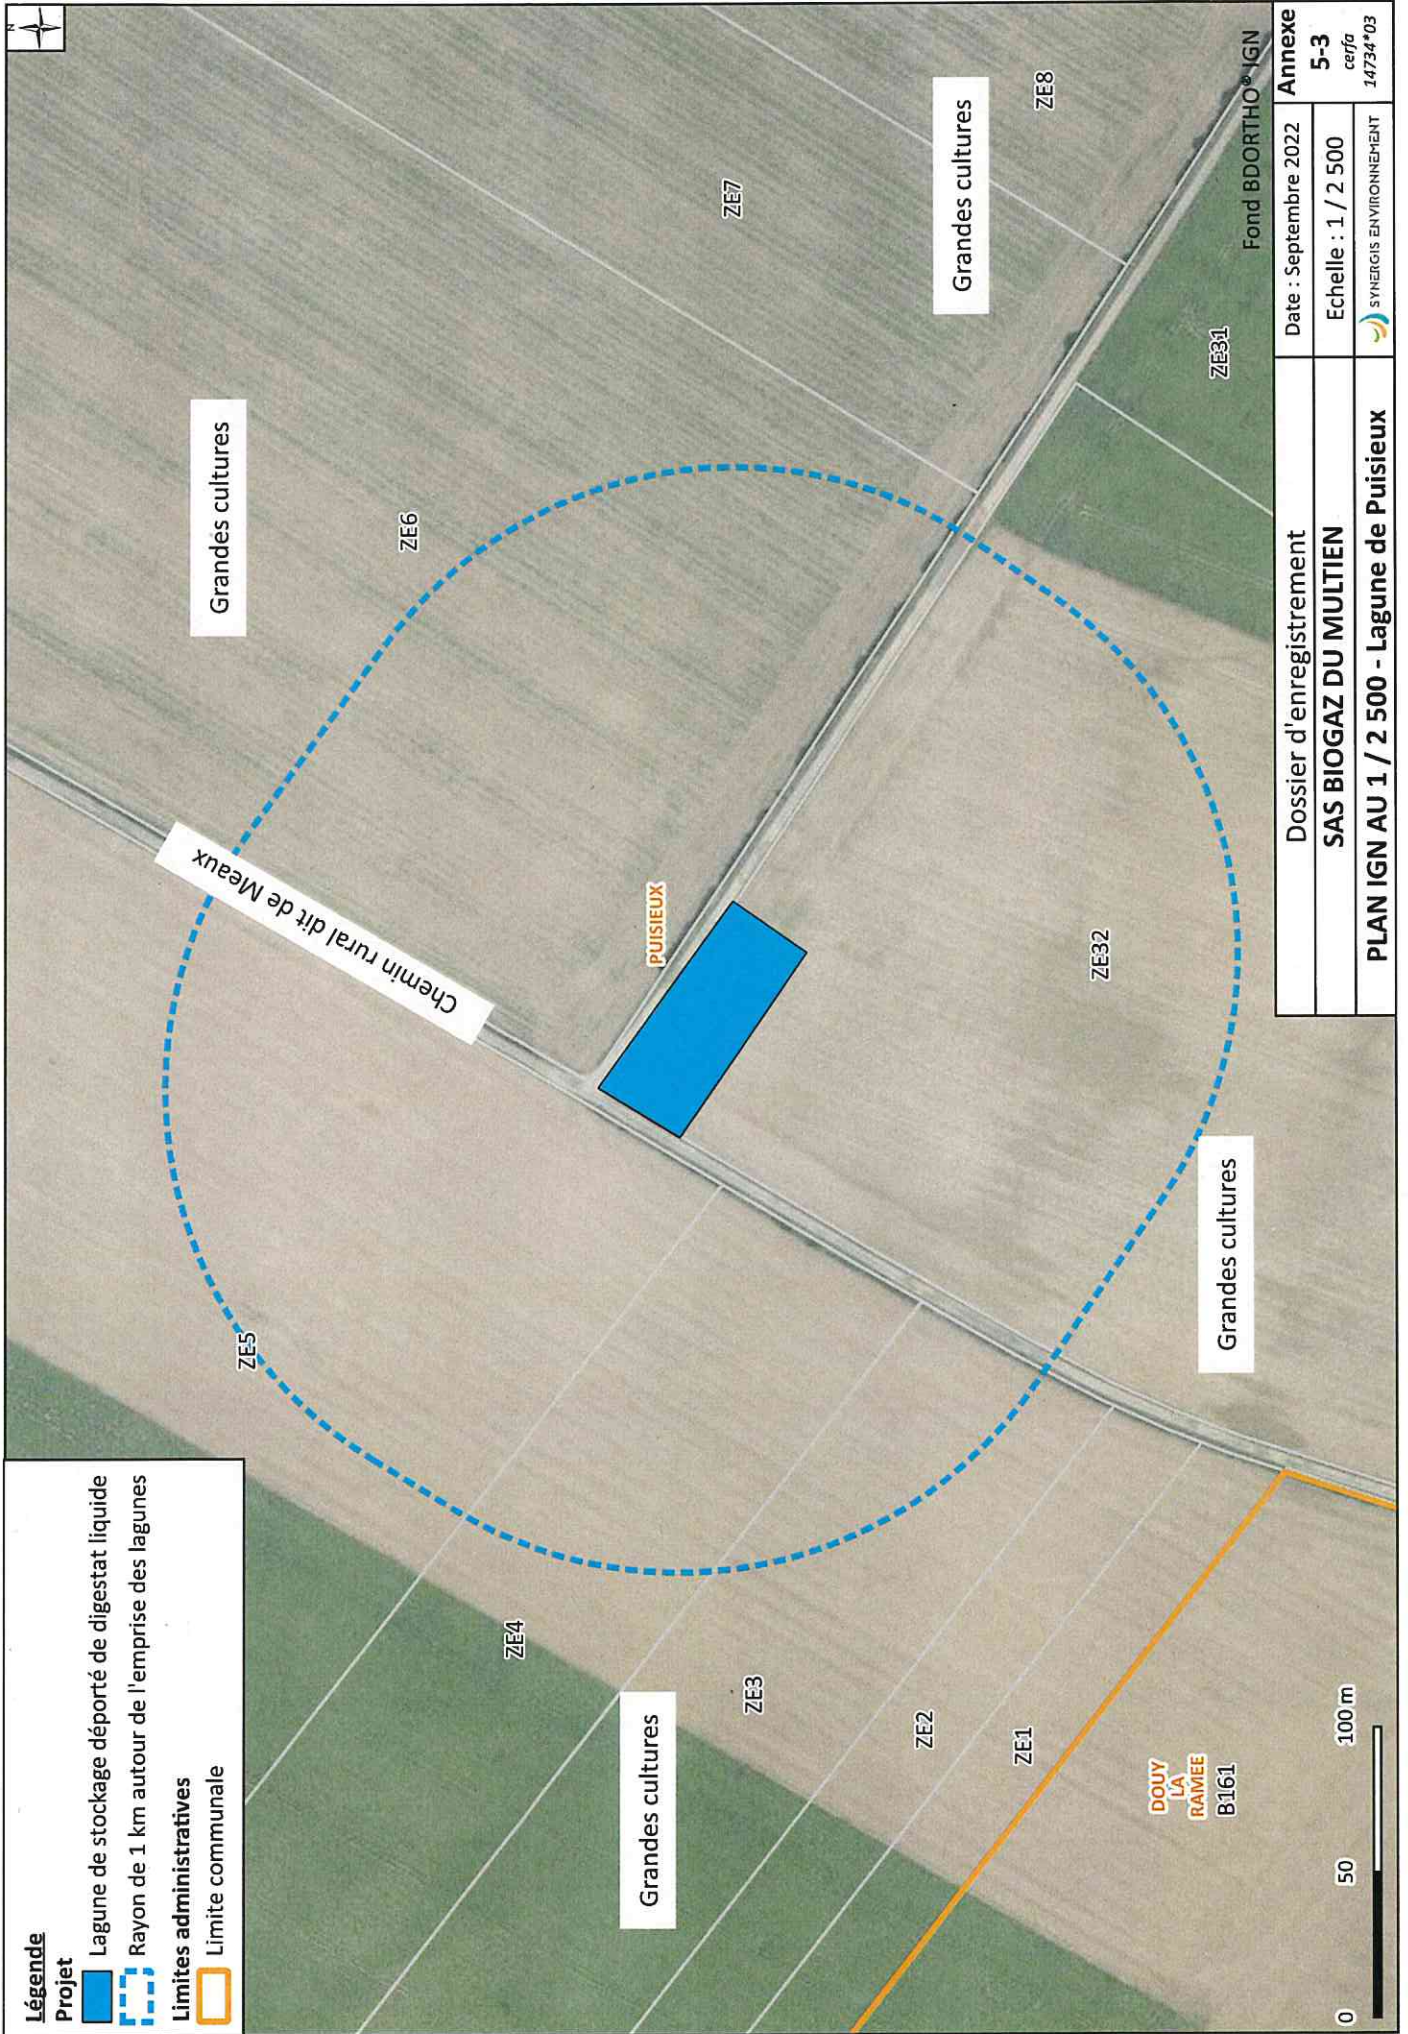 Légende
Projet
Lagune de stockage déporté de digestat liquide
Rayon de 1 km autour de l'emprise des lagunes
Limites administratives
Limite communale
N
Grandes cultures
ZE5
ZE6
Chemin rural dit de Meaux
ZE7
ZE8
Grandes cultures
PUISIEUX
ZE4
Grandes cultures
ZE3
ZE2
ZE1
ZE32
ZE31
Grandes cultures
DOUY
LA
RAMEE
B161
0
50
100 m
Fond BDORTHO® IGN
Dossier d'enregistrement
SAS BIOGAZ DU MULTIEN
PLAN IGN AU 1 / 2 500 - Lagune de Puisieux
Date : Septembre 2022
Echelle : 1 / 2 500
SYNERGIS ENVIRONNEMENT
Annexe
5-3
cerfa
14734*03